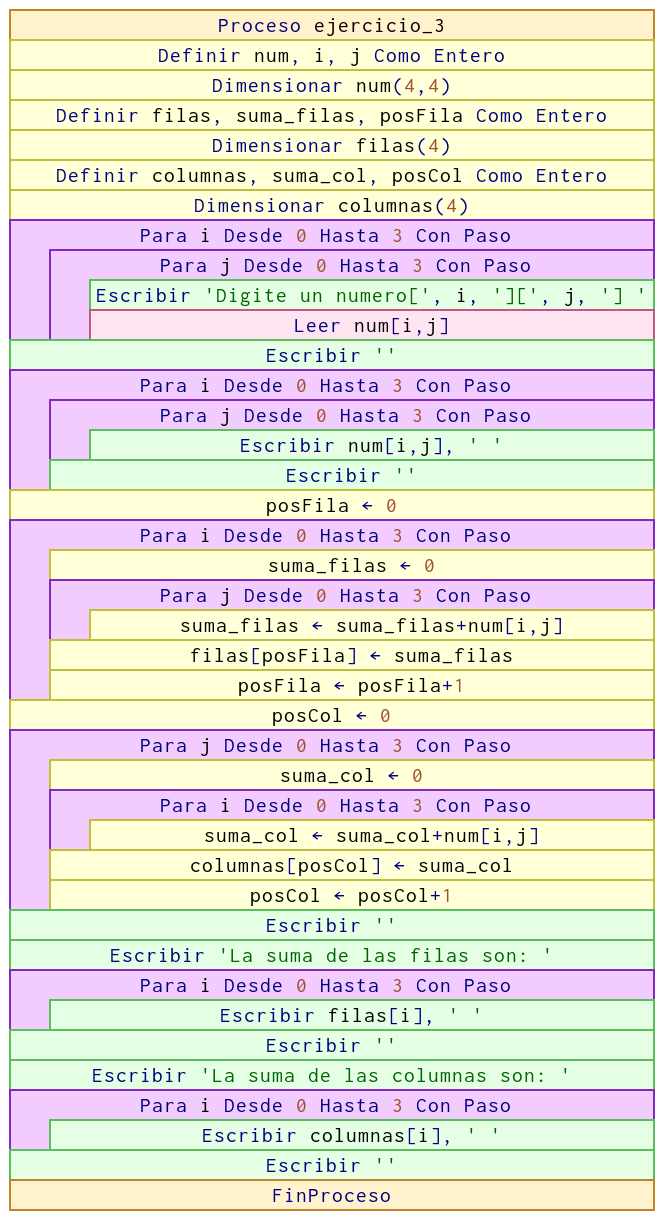 Proceso ejercicio_3
Definir num, i, j Como Entero
Dimensionar num(4,4)
Definir filas, suma_filas, posFila Como Entero
Dimensionar filas(4)
Definir columnas, suma_col, posCol Como Entero
Dimensionar columnas(4)
Para i Desde 0 Hasta 3 Con Paso
Para j Desde 0 Hasta 3 Con Paso
Escribir 'Digite un numero[', i, '][', j, '] '
Leer num[i,j]
Escribir ''
Para i Desde 0 Hasta 3 Con Paso
Para j Desde 0 Hasta 3 Con Paso
Escribir num[i,j], ' '
Escribir ''
posFila ← 0
Para i Desde 0 Hasta 3 Con Paso
suma_filas ← 0
Para j Desde 0 Hasta 3 Con Paso
suma_filas ← suma_filas+num[i,j]
filas[posFila] ← suma_filas
posFila ← posFila+1
posCol ← 0
Para j Desde 0 Hasta 3 Con Paso
suma_col ← 0
Para i Desde 0 Hasta 3 Con Paso
suma_col ← suma_col+num[i,j]
columnas[posCol] ← suma_col
posCol ← posCol+1
Escribir ''
Escribir 'La suma de las filas son: '
Para i Desde 0 Hasta 3 Con Paso
Escribir filas[i], ' '
Escribir ''
Escribir 'La suma de las columnas son: '
Para i Desde 0 Hasta 3 Con Paso
Escribir columnas[i], ' '
Escribir ''
FinProceso